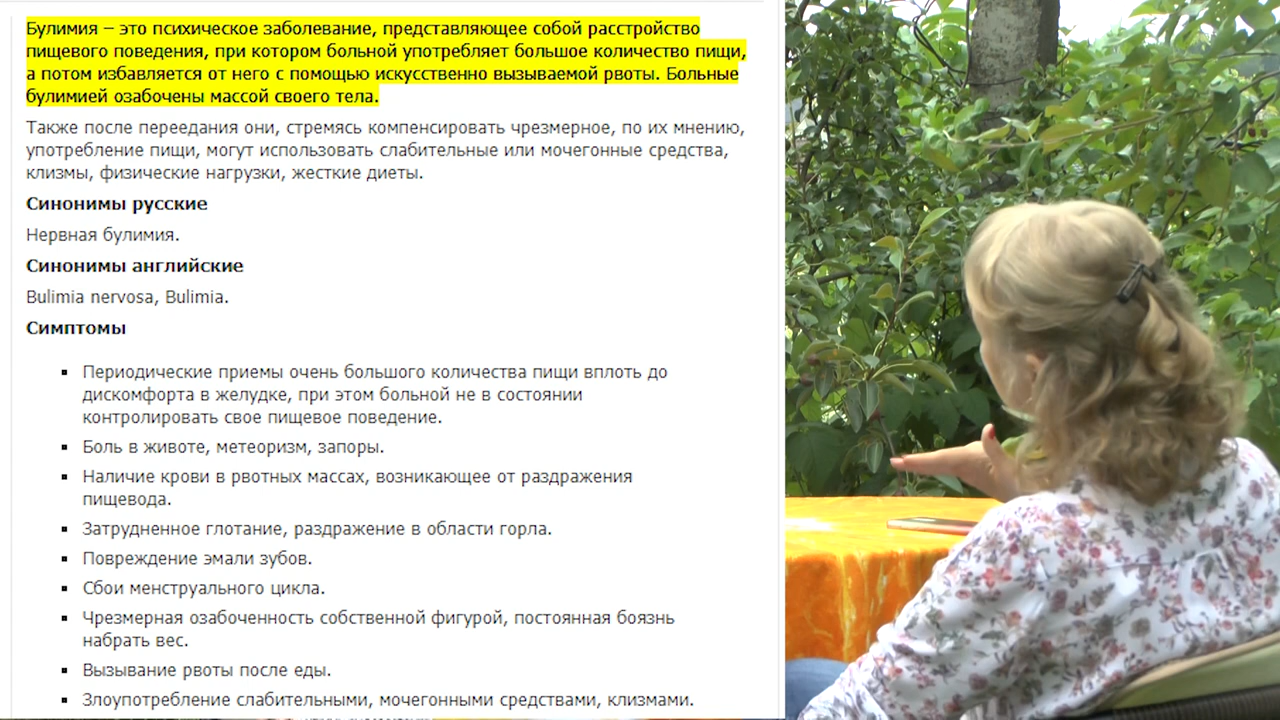 Булимия – это психическое заболевание, представляющее собой расстройство
пищевого поведения, при котором больной употребляет большое количество пищи,
а потом избавляется от него с помощью искусственно вызываемой рвоты. Больные
булимией озабочены массой своего тела.
Также после переедания они, стремясь компенсировать чрезмерное, по их мнению,
употребление пищи, могут использовать слабительные или мочегонные средства,
клизмы, физические нагрузки, жесткие диеты.
Синонимы русские
Нервная булимия.
Синонимы английские
Bulimia nervosa, Bulimia.
Симптомы
▪ Периодические приемы очень большого количества пищи вплоть до
дискомфорта в желудке, при этом больной не в состоянии
контролировать свое пищевое поведение.
▪ Боль в животе, метеоризм, запоры.
▪ Наличие крови в рвотных массах, возникающее от раздражения
пищевода.
▪ Затрудненное глотание, раздражение в области горла.
▪ Повреждение эмали зубов.
▪ Сбои менструального цикла.
▪ Чрезмерная озабоченность собственной фигурой, постоянная боязнь
набрать вес.
▪ Вызывание рвоты после еды.
▪ Злоупотребление слабительными, мочегонными средствами, клизмами.